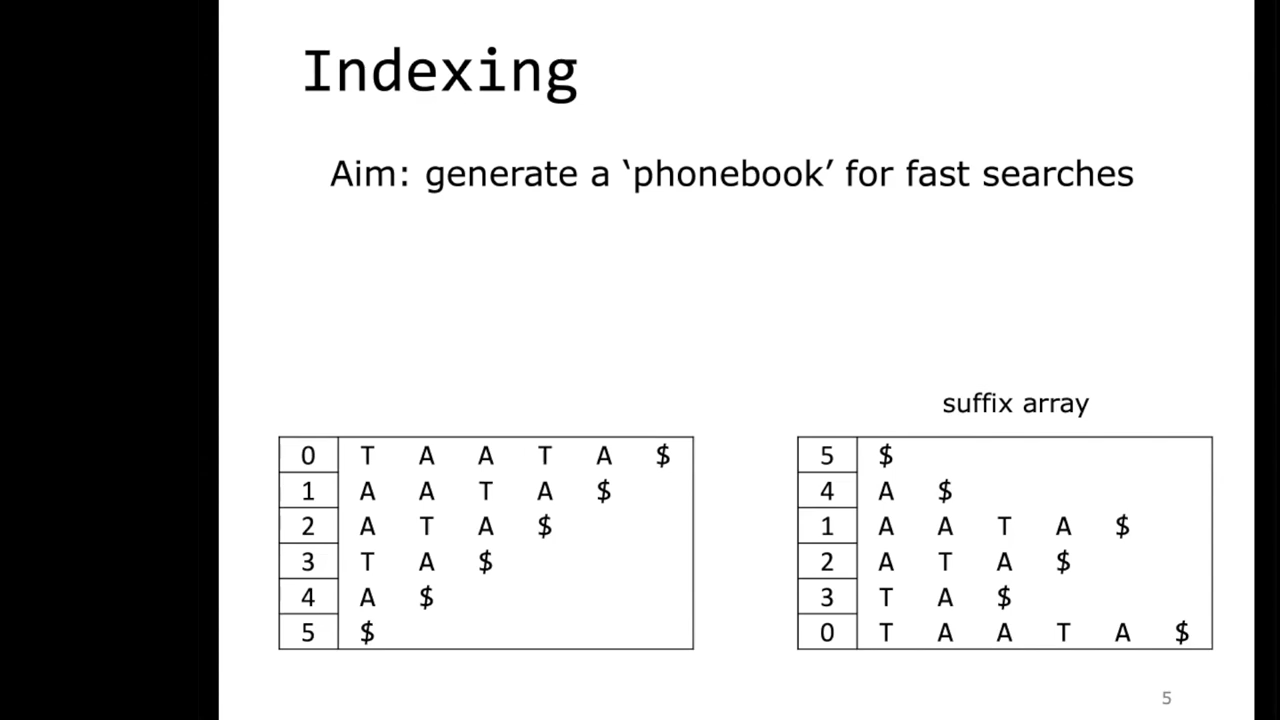 Indexing
Aim: generate a ‘phonebook’ for fast searches
suffix array
0 T A A T A $
1 A A T A $
2 A T A $
3 T A $
4 A $
5 $
5 $
4 A $
1 A A T A $
2 A T A $
3 T A $
0 T A A T A $
5